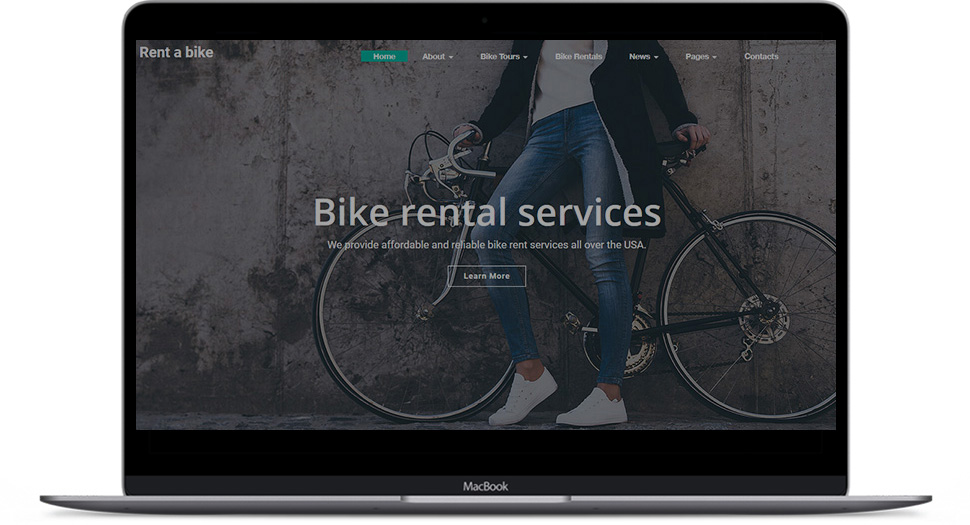 Rent a bike
Home About Bike Tours Bike Rentals News Pages Contacts
Bike rental services
We provide affordable and reliable bike rent services all over the USA.
Learn More
MacBook